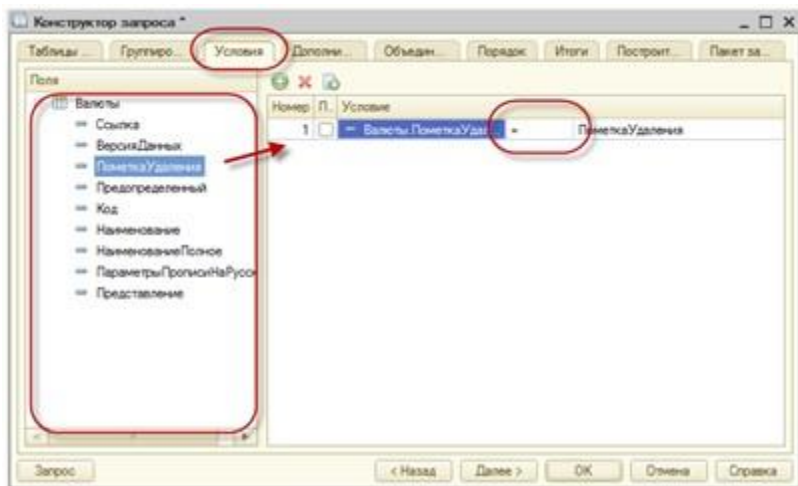 Конструктор запроса *
Таблицы ... Группиро... Условия Дополни... Объедин... Порядок Итоги Построит... Пакет за...
Поля
Номер П.. Условие
Валюты
1 Валюты.ПометкаУдал... = ПометкаУдаления
Ссылка
ВерсияДанных
ПометкаУдаления
Предопределенный
Код
Наименование
НаименованиеПолное
ПараметрыПрописиНаРусск
Представление
Запрос < Назад Далее > OK Отмена Справка